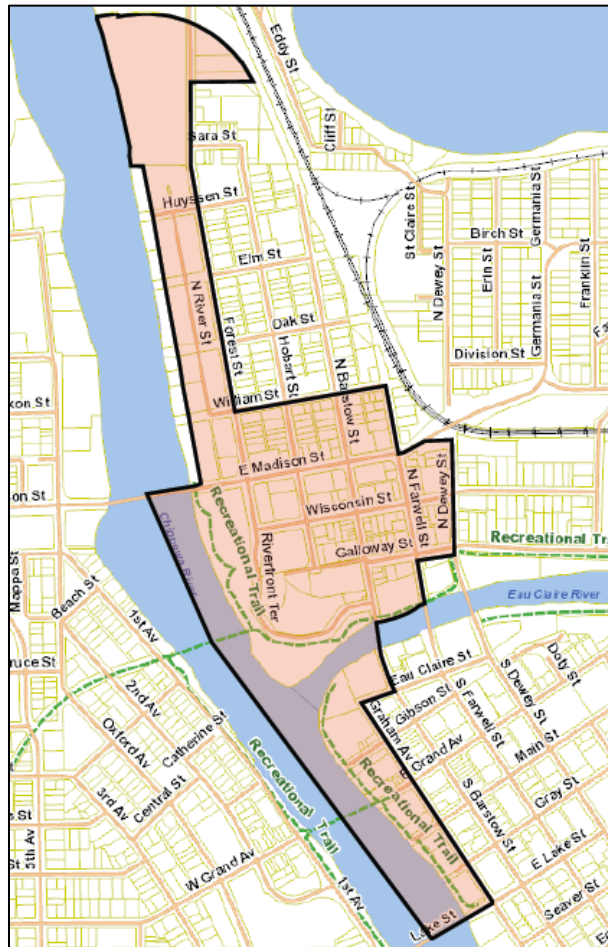 Eddy St
Cliff St
Sara St
Huyssen St
St Claire St
Birch St
Germania St
Elm St
N Dewey St
Erin St
Franklin St
N River St
Forest St
Oak St
Hobart St
Germania St
Division St
N Barstow St
William St
E Madison St
N Dewey St
N Farwell St
Wisconsin St
Recreational Trail
Riverfront Ter
Galloway St
Recreational Tra
Chippewa River
Mappa St
Beach St
1st Av
Eau Claire River
Doty St
Eau Claire St
S Dewey St
2nd Av
Gibson St
S Farwell St
Graham Av
Main St
Oxford Av
Catherine St
Grand Av
Central St
3rd Av
Recreational Trail
Recreational Trail
Gray St
S Barstow St
5th Av
E Lake St
W Grand Av
1st Av
Seaver St
Lake St